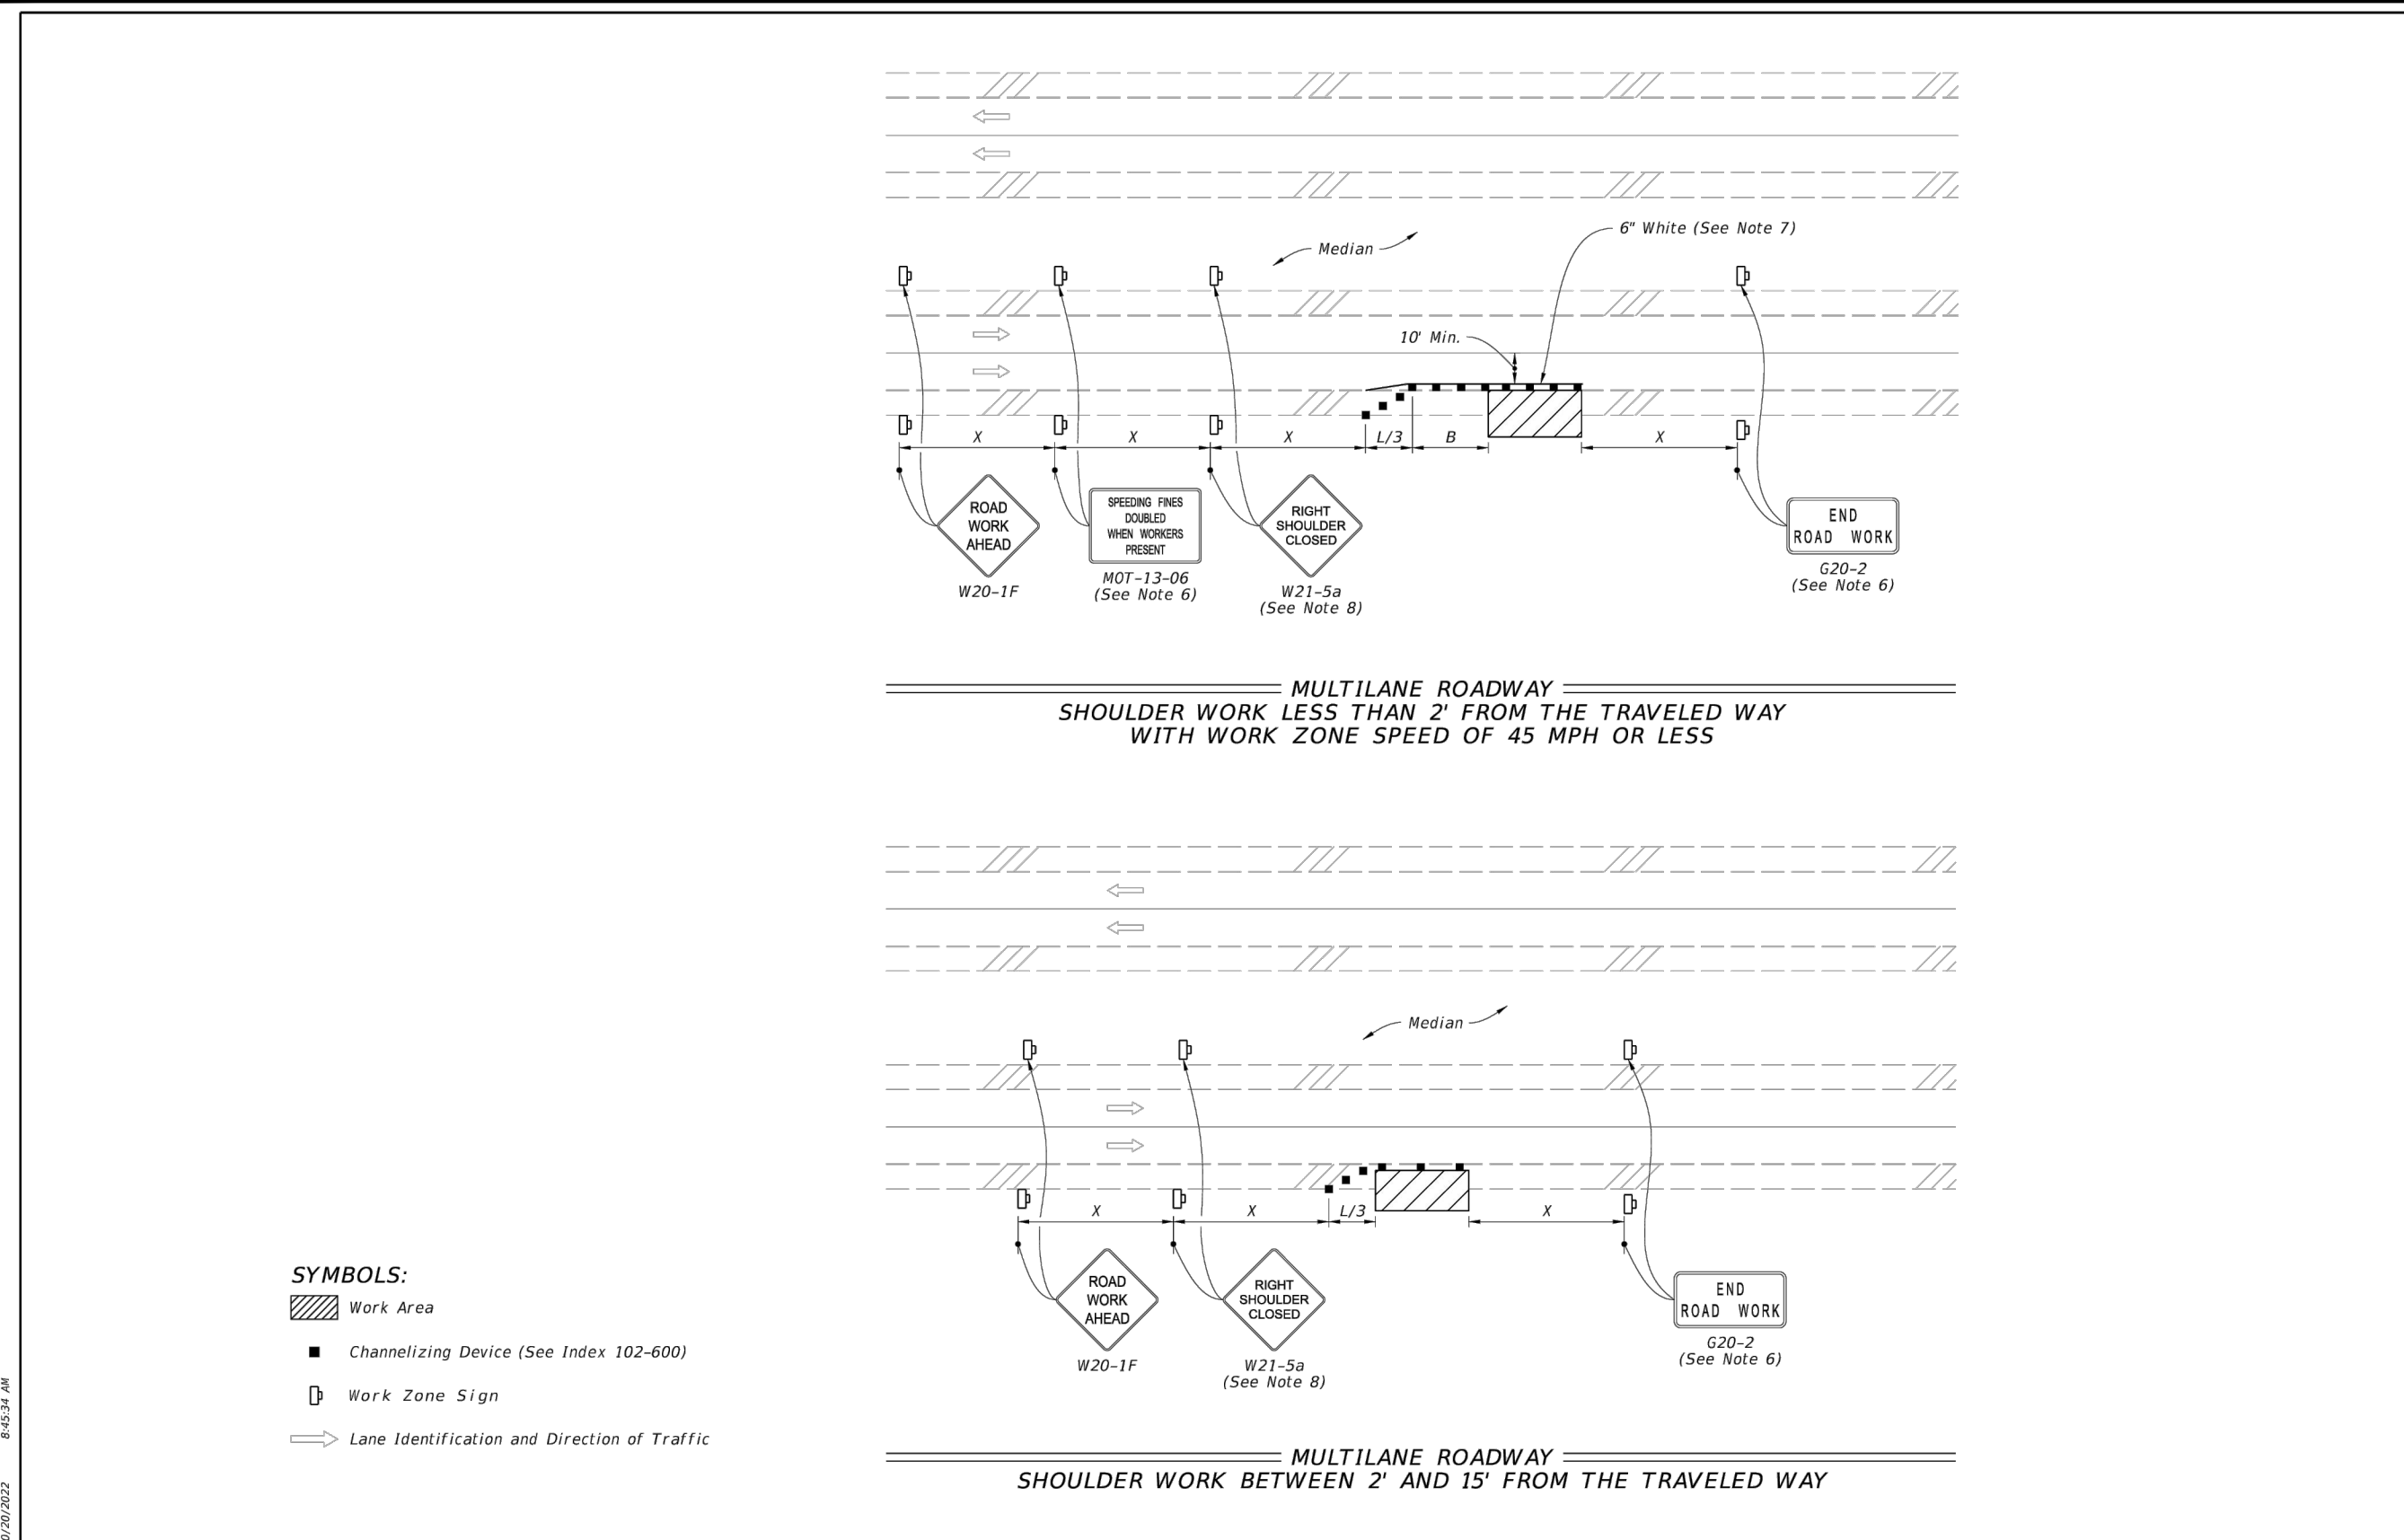 Median
6" White (See Note 7)
10' Min.
X
X
X
L/3
B
X
ROAD
WORK
AHEAD
W20-1F
SPEEDING FINES
DOUBLED
WHEN WORKERS
PRESENT
MOT-13-06
(See Note 6)
RIGHT
SHOULDER
CLOSED
W21-5a
(See Note 8)
END
ROAD WORK
G20-2
(See Note 6)
MULTILANE ROADWAY
SHOULDER WORK LESS THAN 2' FROM THE TRAVELED WAY
WITH WORK ZONE SPEED OF 45 MPH OR LESS
Median
X
X
L/3
X
ROAD
WORK
AHEAD
W20-1F
RIGHT
SHOULDER
CLOSED
W21-5a
(See Note 8)
END
ROAD WORK
G20-2
(See Note 6)
MULTILANE ROADWAY
SHOULDER WORK BETWEEN 2' AND 15' FROM THE TRAVELED WAY
SYMBOLS:
Work Area
Channelizing Device (See Index 102-600)
Work Zone Sign
Lane Identification and Direction of Traffic
8:45:34 AM
0/20/2022